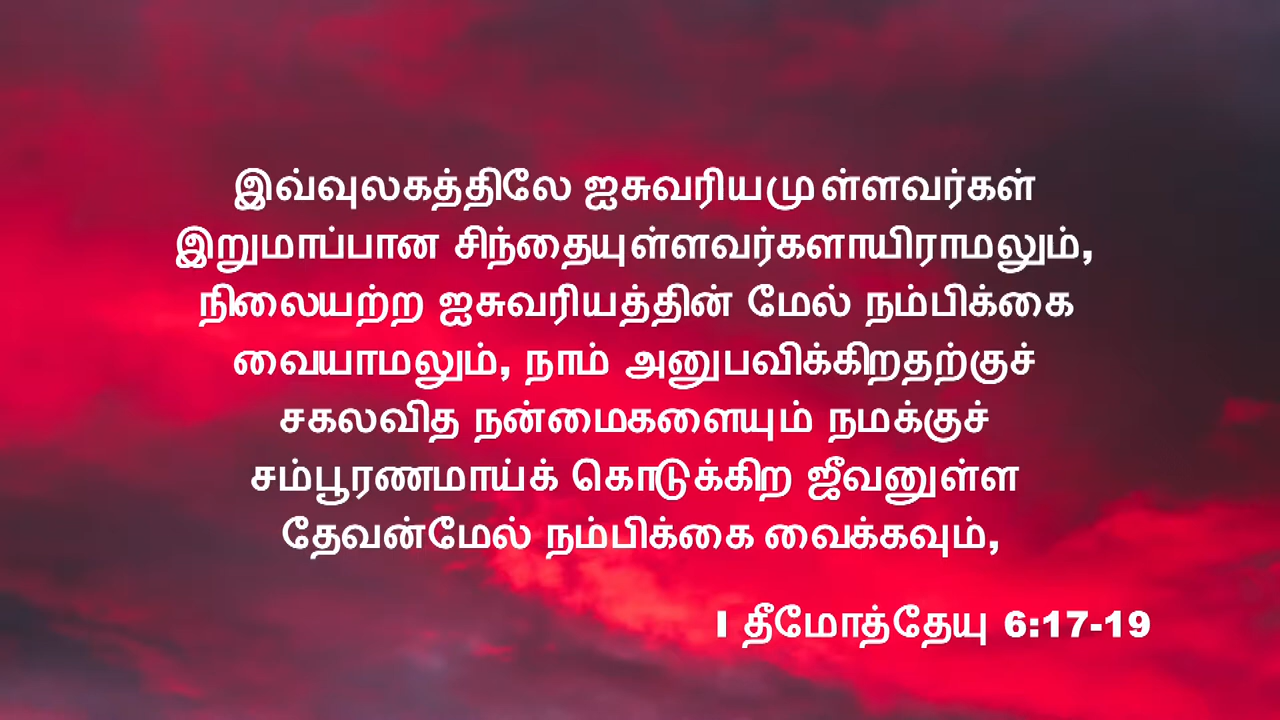 இவ்வுலகத்திலே ஐசுவரியமுள்ளவர்கள்
இறுமாப்பான சிந்தையுள்ளவர்களாயிராமலும்,
நிலையற்ற ஐசுவரியத்தின் மேல் நம்பிக்கை
வையாமலும், நாம் அனுபவிக்கிறதற்குச்
சகலவித நன்மைகளையும் நமக்குச்
சம்பூரணமாய்க் கொடுக்கிற ஜீவனுள்ள
தேவன்மேல் நம்பிக்கை வைக்கவும்,
I தீமோத்தேயு 6:17-19